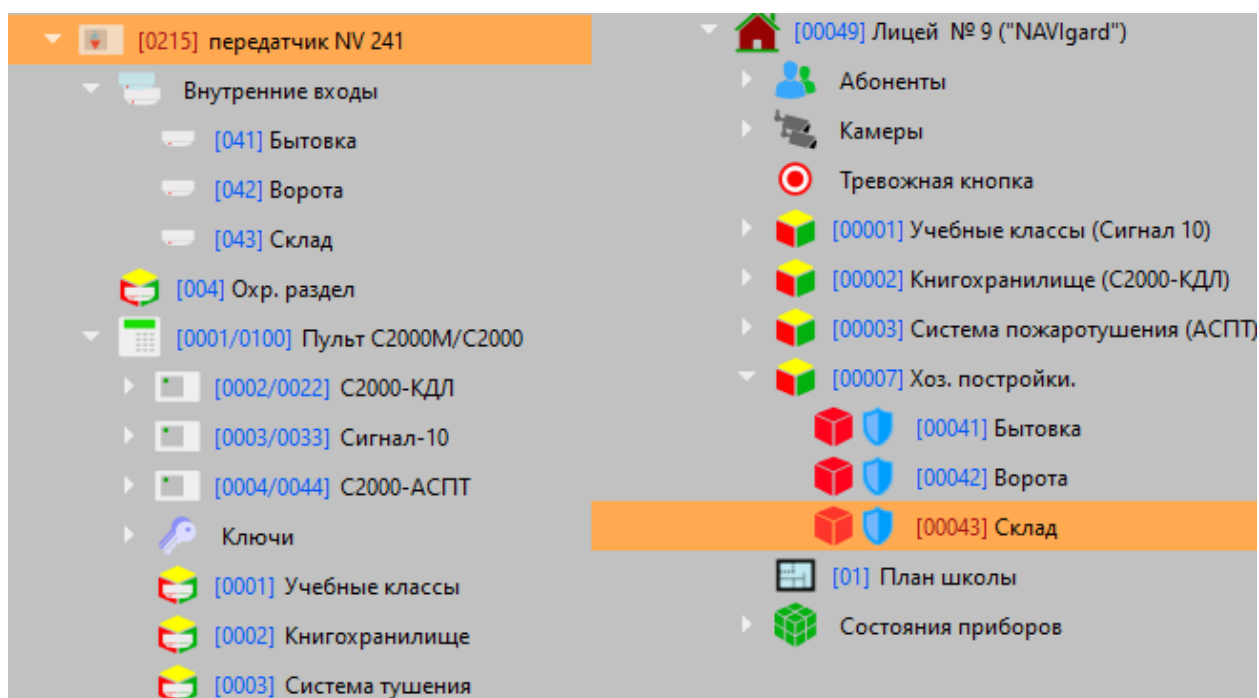 [0215] передатчик NV 241
Внутренние входы
[041] Бытовка
[042] Ворота
[043] Склад
[004] Охр. раздел
[0001/0100] Пульт С2000М/С2000
[0002/0022] С2000-КДЛ
[0003/0033] Сигнал-10
[0004/0044] С2000-АСПТ
Ключи
[0001] Учебные классы
[0002] Книгохранилище
[0003] Система тушения
[00049] Лицей № 9 ("NAVIgard")
Абоненты
Камеры
Тревожная кнопка
[00001] Учебные классы (Сигнал 10)
[00002] Книгохранилище (С2000-КДЛ)
[00003] Система пожаротушения (АСПТ)
[00007] Хоз. постройки.
[00041] Бытовка
[00042] Ворота
[00043] Склад
[01] План школы
Состояния приборов